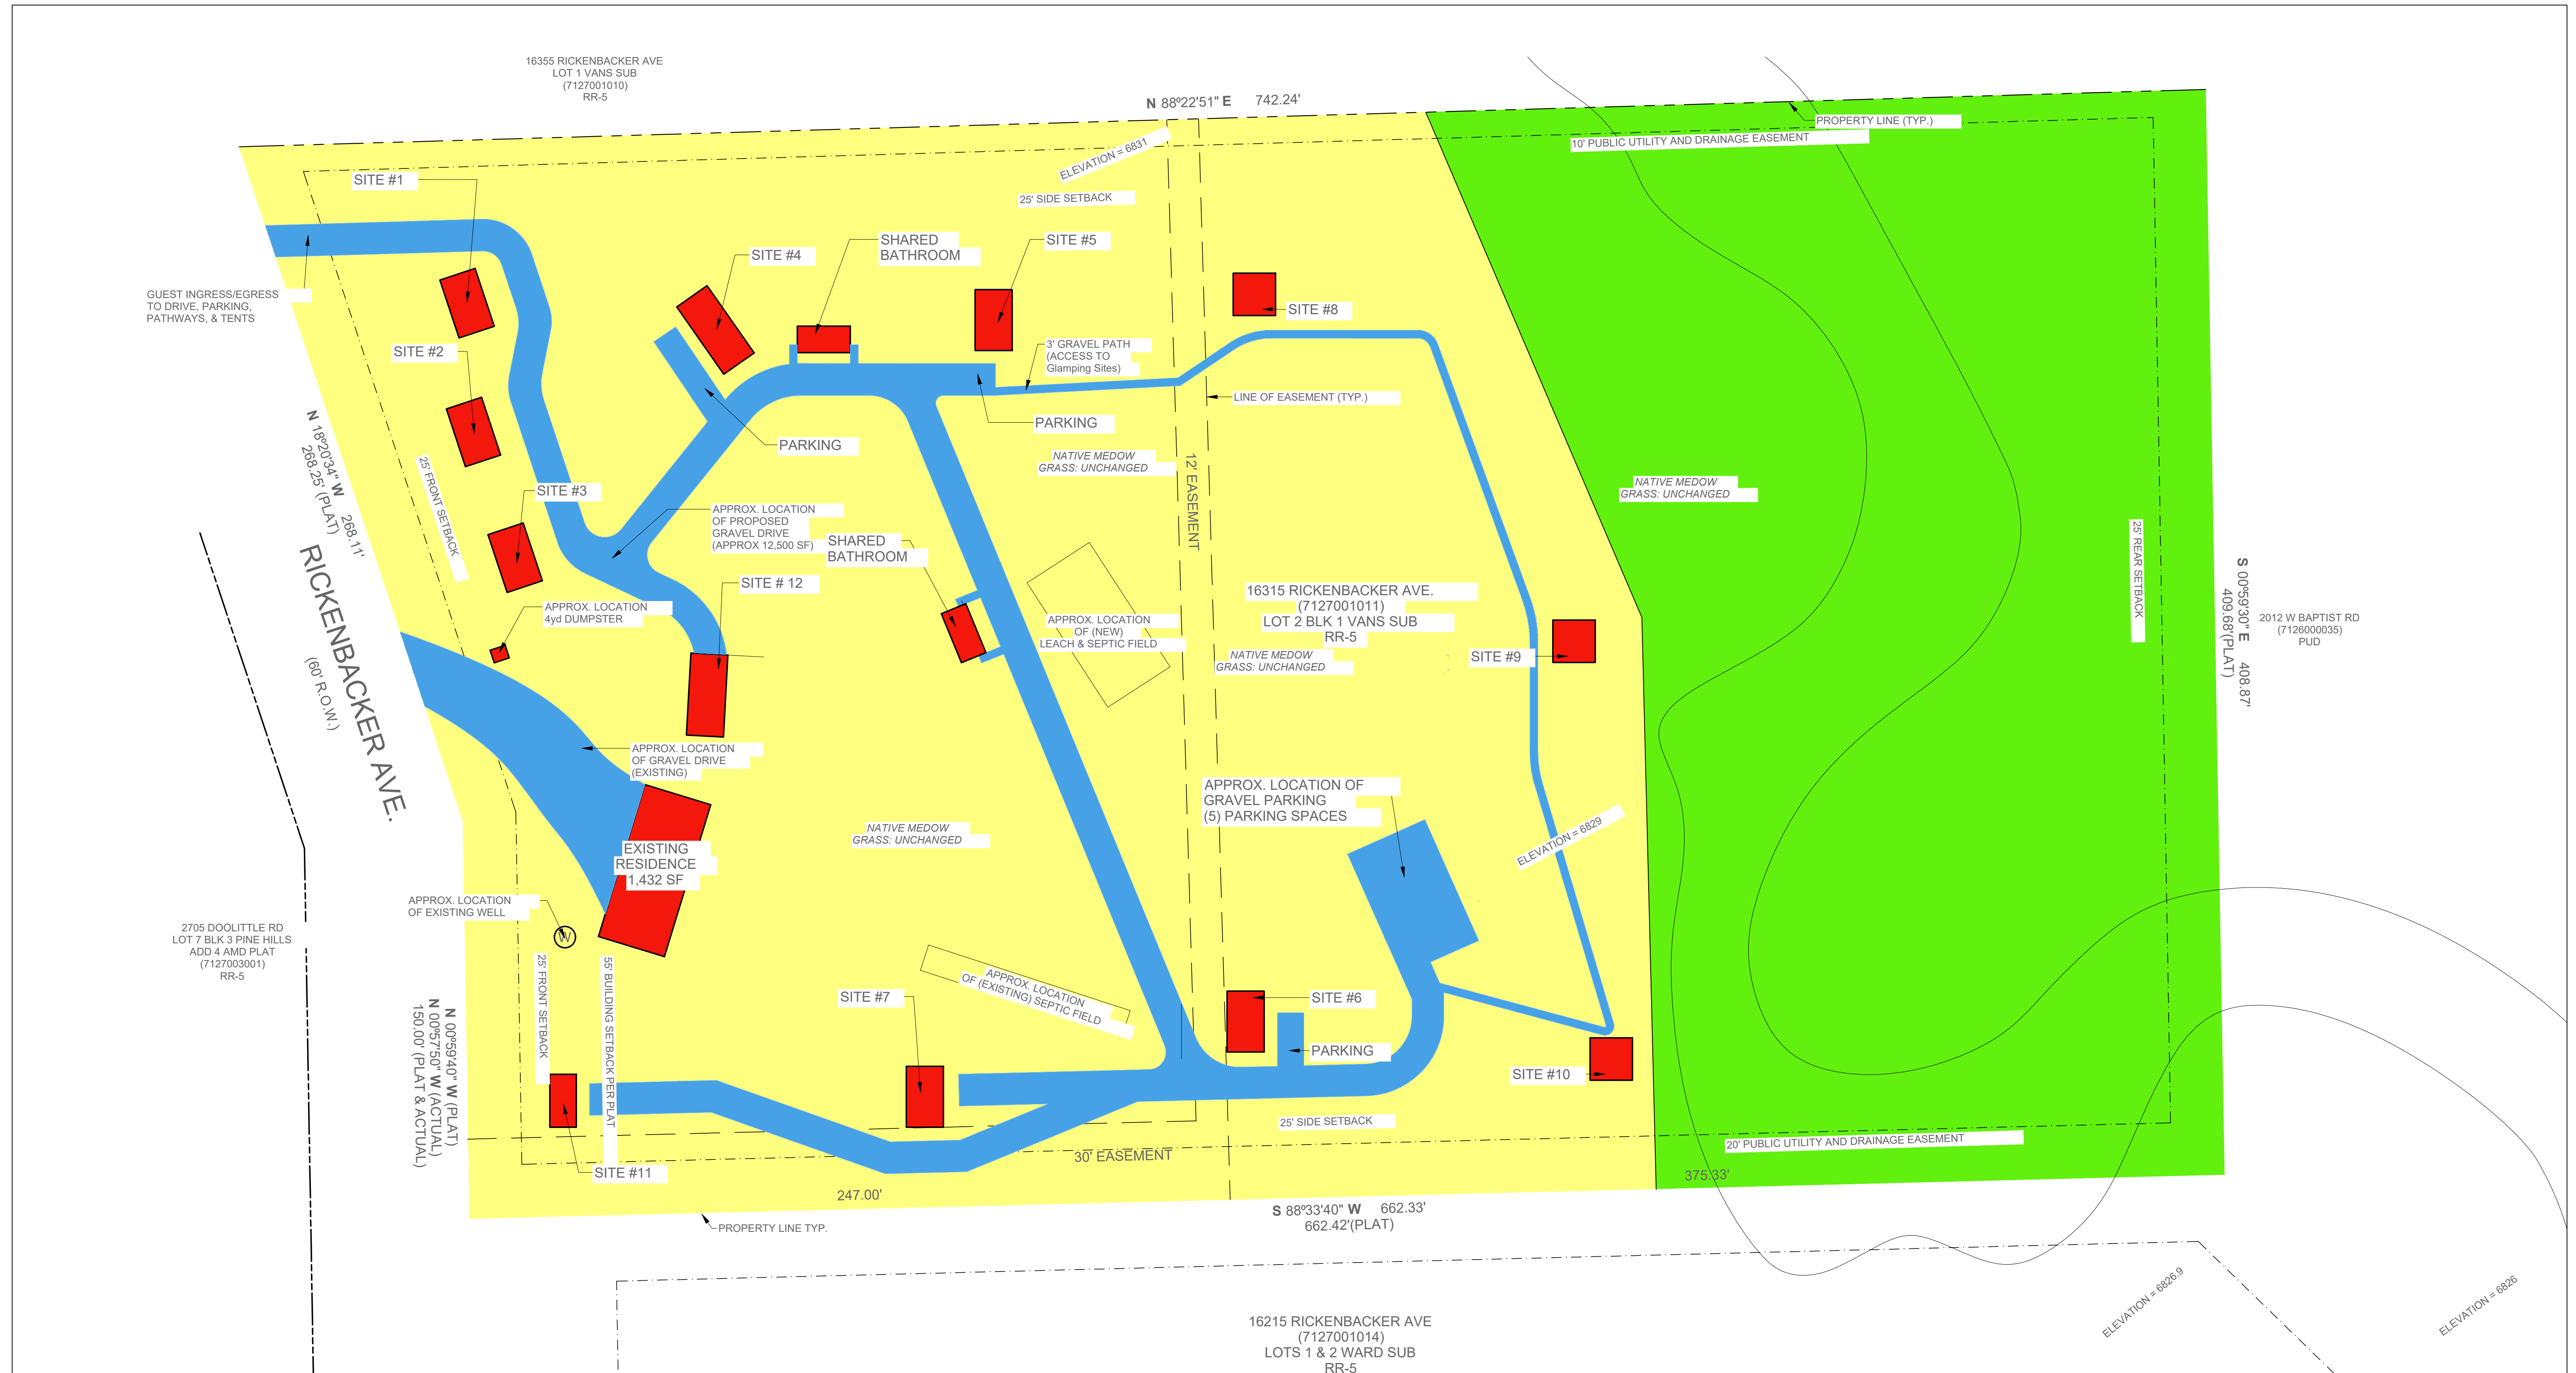 16355 RICKENBACKER AVE
LOT 1 VANS SUB
(7127001010)
RR-5
N 88º22'51" E 742.24'
PROPERTY LINE (TYP.)
10' PUBLIC UTILITY AND DRAINAGE EASEMENT
ELEVATION = 6831
25' SIDE SETBACK
SITE #1
SITE #4
SHARED
BATHROOM
SITE #5
SITE #8
GUEST INGRESS/EGRESS
TO DRIVE, PARKING,
PATHWAYS, & TENTS
SITE #2
3' GRAVEL PATH
(ACCESS TO
Glamping Sites)
LINE OF EASEMENT (TYP.)
PARKING
PARKING
N 18º20'34" W 268.11'
268.25' (PLAT)
25' FRONT SETBACK
NATIVE MEDOW
GRASS: UNCHANGED
12' EASEMENT
NATIVE MEDOW
GRASS: UNCHANGED
SITE #3
APPROX. LOCATION
OF PROPOSED
GRAVEL DRIVE
(APPROX 12,500 SF)
SHARED
BATHROOM
SITE # 12
APPROX. LOCATION
4yd DUMPSTER
RICKENBACKER AVE.
(60' R.O.W.)
APPROX. LOCATION
OF (NEW)
LEACH & SEPTIC FIELD
16315 RICKENBACKER AVE.
(7127001011)
LOT 2 BLK 1 VANS SUB
RR-5
NATIVE MEDOW
GRASS: UNCHANGED
SITE #9
25' REAR SETBACK
S 00º59'30" E 408.87'
409.68'(PLAT)
2012 W BAPTIST RD
(7126000035)
PUD
APPROX. LOCATION
OF GRAVEL DRIVE
(EXISTING)
APPROX. LOCATION OF
GRAVEL PARKING
(5) PARKING SPACES
NATIVE MEDOW
GRASS: UNCHANGED
ELEVATION = 6829
EXISTING
RESIDENCE
1,432 SF
APPROX. LOCATION
OF EXISTING WELL
W
2705 DOOLITTLE RD
LOT 7 BLK 3 PINE HILLS
ADD 4 AMD PLAT
(7127003001)
RR-5
25' FRONT SETBACK
55' BUILDING SETBACK PER PLAT
SITE #7
APPROX. LOCATION
OF (EXISTING) SEPTIC FIELD
SITE #6
PARKING
SITE #10
N 00º59'40" W (PLAT)
N 00º57'50" W (ACTUAL)
150.00' (PLAT & ACTUAL)
25' SIDE SETBACK
20' PUBLIC UTILITY AND DRAINAGE EASEMENT
30' EASEMENT
SITE #11
247.00'
375.33'
PROPERTY LINE TYP.
S 88º33'40" W 662.33'
662.42'(PLAT)
16215 RICKENBACKER AVE
(7127001014)
LOTS 1 & 2 WARD SUB
RR-5
ELEVATION = 6826.9
ELEVATION = 6826